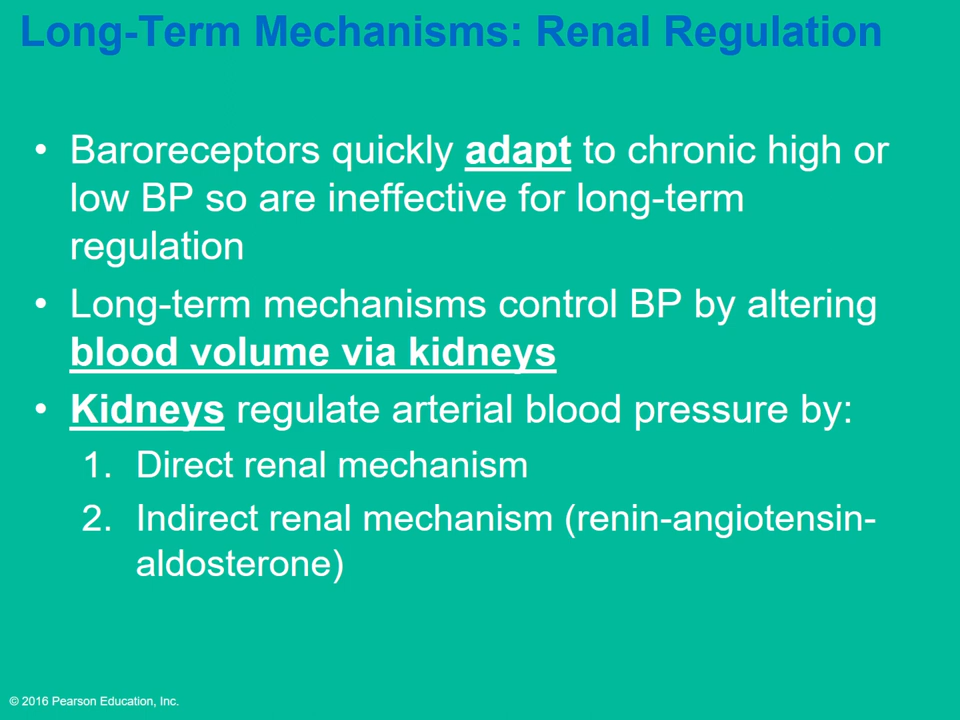 Long-Term Mechanisms: Renal Regulation
• Baroreceptors quickly adapt to chronic high or
low BP so are ineffective for long-term
regulation
• Long-term mechanisms control BP by altering
blood volume via kidneys
• Kidneys regulate arterial blood pressure by:
1. Direct renal mechanism
2. Indirect renal mechanism (renin-angiotensin-
aldosterone)
© 2016 Pearson Education, Inc.